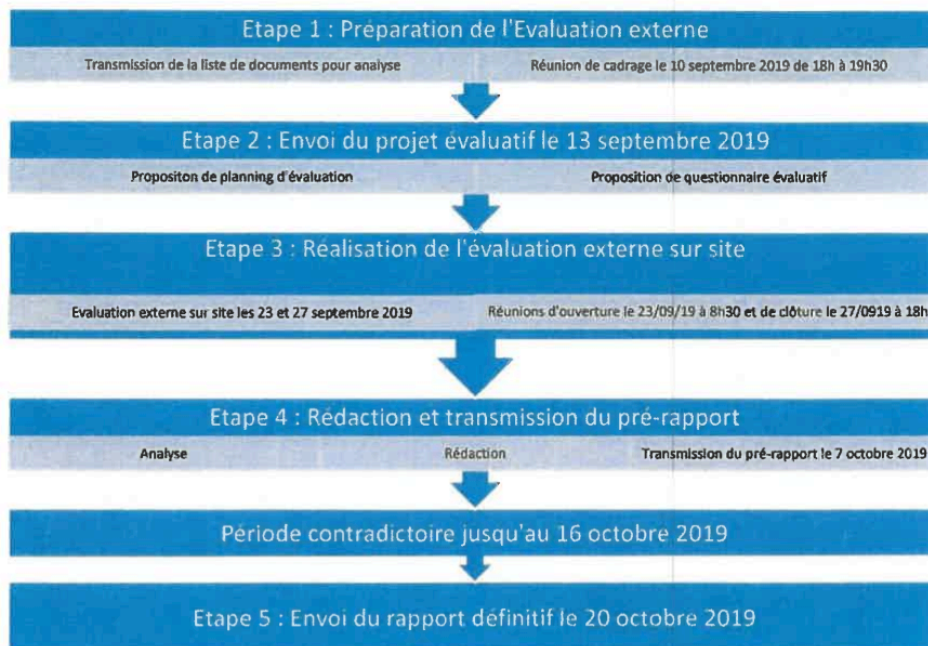 Etape 1 : Préparation de l'Evaluation externe
Transmission de la liste de documents pour analyse
Réunion de cadrage le 10 septembre 2019 de 18h à 19h30
Etape 2 : Envoi du projet évaluatif le 13 septembre 2019
Propositon de planning d'évaluation
Proposition de questionnaire évaluatif
Etape 3 : Réalisation de l'évaluation externe sur site
Evaluation externe sur site les 23 et 27 septembre 2019
Réunions d'ouverture le 23/09/19 à 8h30 et de clôture le 27/0919 à 18h
Etape 4 : Rédaction et transmission du pré-rapport
Analyse
Rédaction
Transmission du pré-rapport le 7 octobre 2019
Période contradictoire jusqu'au 16 octobre 2019
Etape 5 : Envoi du rapport définitif le 20 octobre 2019